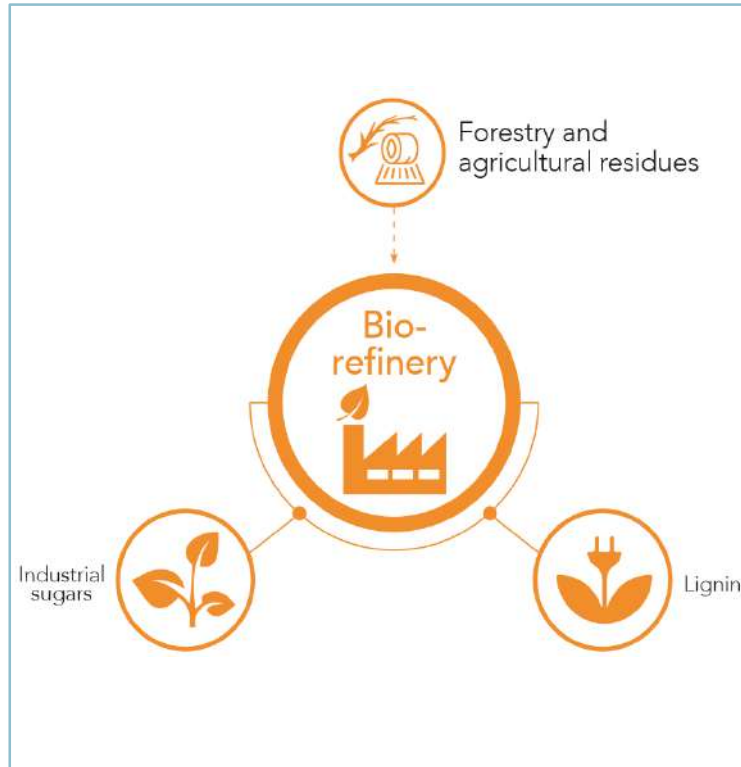 Forestry and
agricultural residues
Bio-
refinery
Industrial
sugars
Lignin